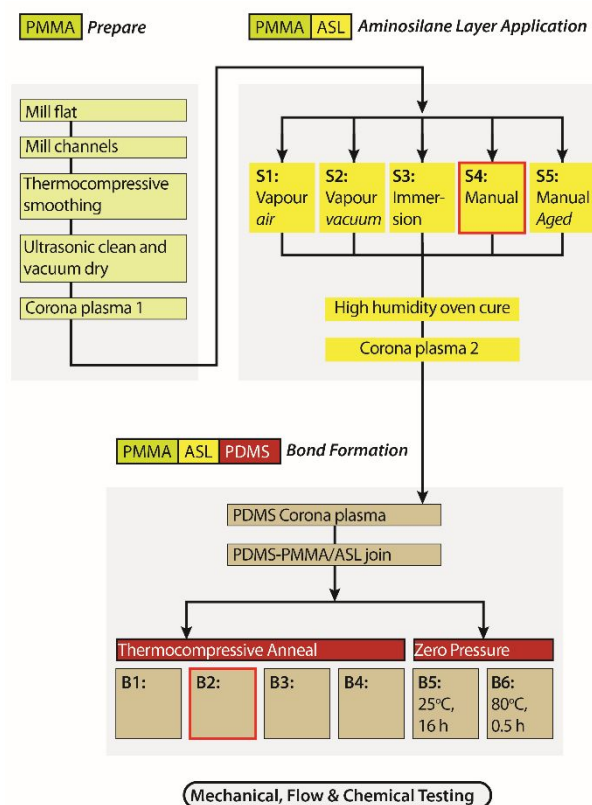 PMMA Prepare
PMMA ASL Aminosilane Layer Application
Mill flat
Mill channels
Thermocompressive
smoothing
Ultrasonic clean and
vacuum dry
Corona plasma 1
S1:
Vapour
air
S2:
Vapour
vacuum
S3:
Immer-
sion
S4:
Manual
S5:
Manual
Aged
High humidity oven cure
Corona plasma 2
PMMA ASL PDMS Bond Formation
PDMS Corona plasma
PDMS-PMMA/ASL join
Thermocompressive Anneal
Zero Pressure
B1:
B2:
B3:
B4:
B5:
25°C,
16 h
B6:
80°C,
0.5 h
Mechanical, Flow & Chemical Testing